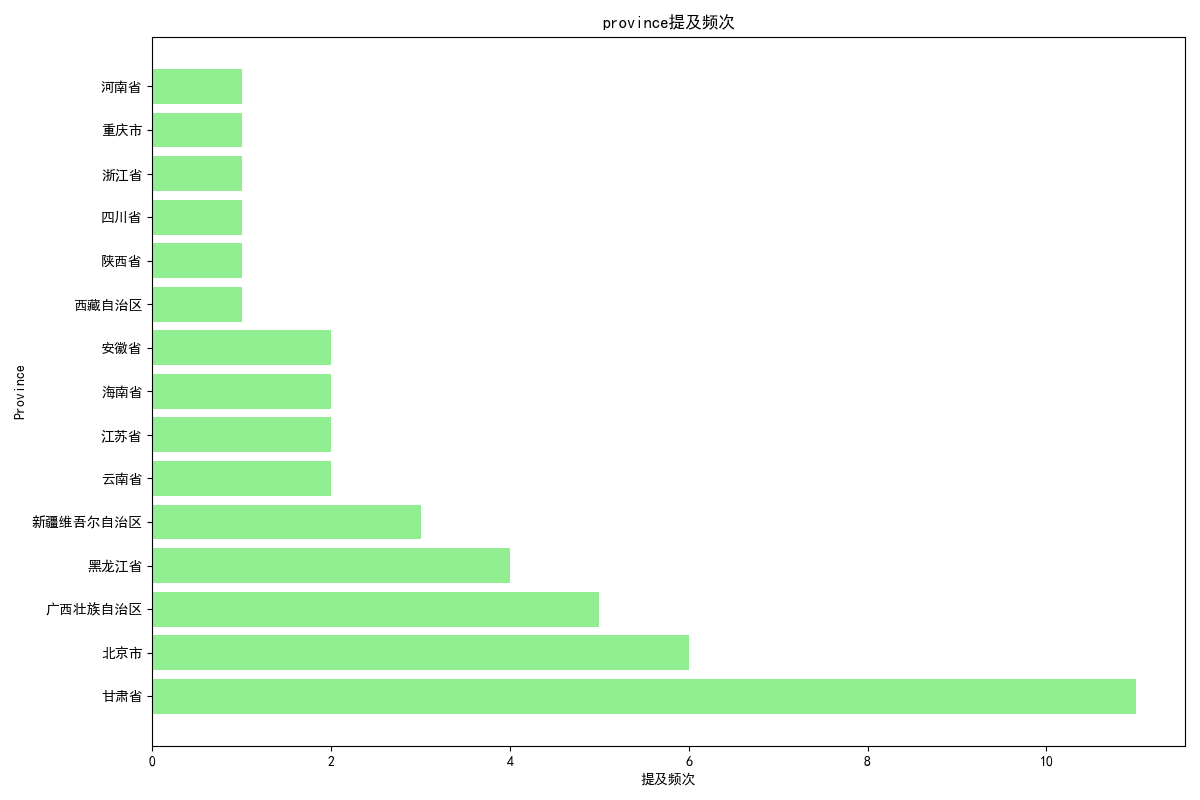 province提及频次
河南省
重庆市
浙江省
四川省
陕西省
西藏自治区
安徽省
海南省
江苏省
云南省
新疆维吾尔自治区
黑龙江省
广西壮族自治区
北京市
甘肃省
Province
0 2 4 6 8 10
提及频次